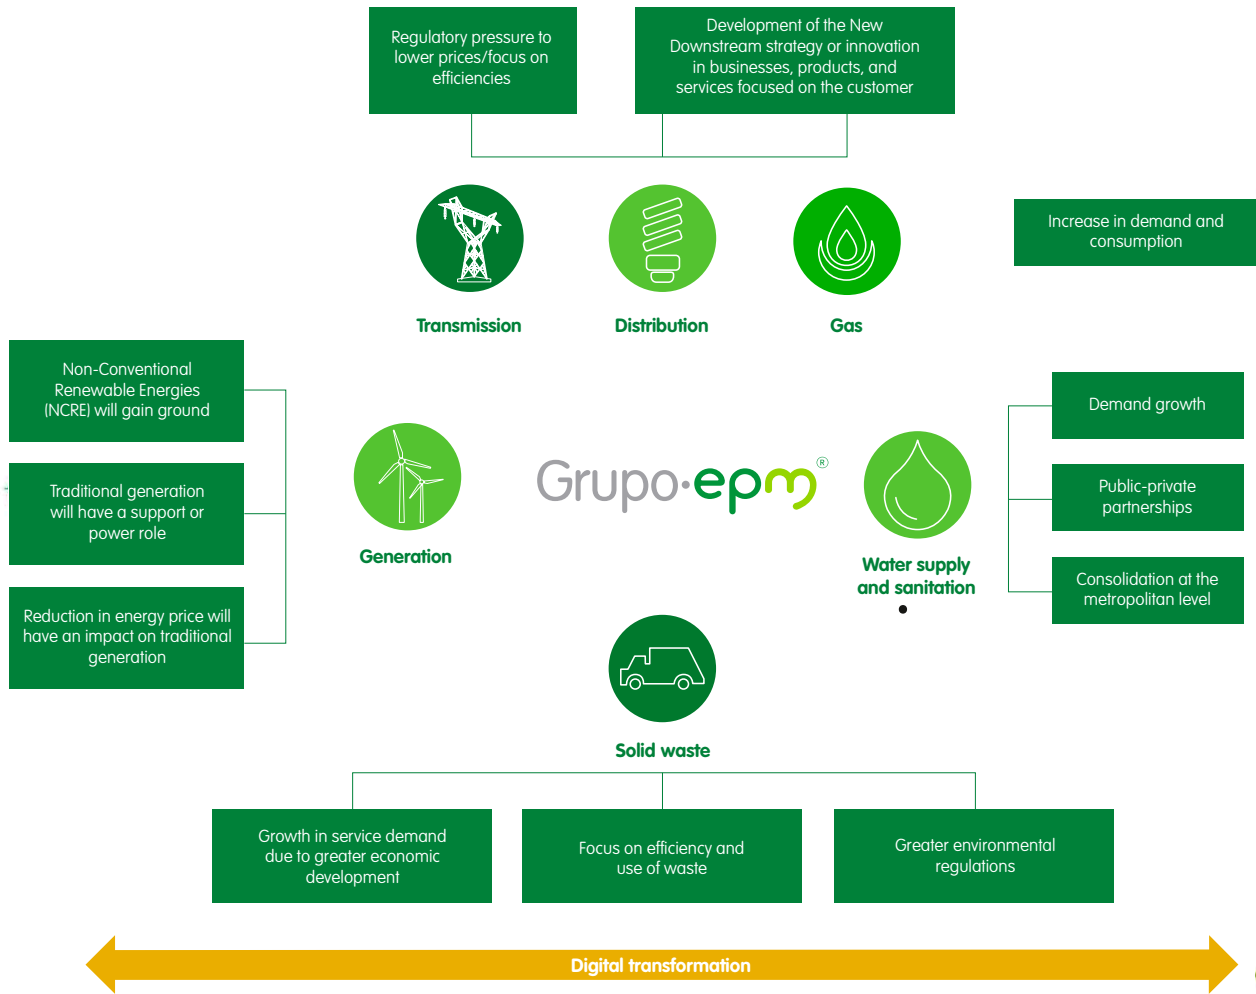 Regulatory pressure to
lower prices/focus on
efficiencies
Development of the New
Downstream strategy or innovation
in businesses, products, and
services focused on the customer
Increase in demand and
consumption
Transmission
Distribution
Gas
Non-Conventional
Renewable Energies
(NCRE) will gain ground
Traditional generation
will have a support or
power role
Reduction in energy price will
have an impact on traditional
generation
Generation
Grupo·epm®
Water supply
and sanitation
Demand growth
Public-private
partnerships
Consolidation at the
metropolitan level
Solid waste
Growth in service demand
due to greater economic
development
Focus on efficiency and
use of waste
Greater environmental
regulations
Digital transformation